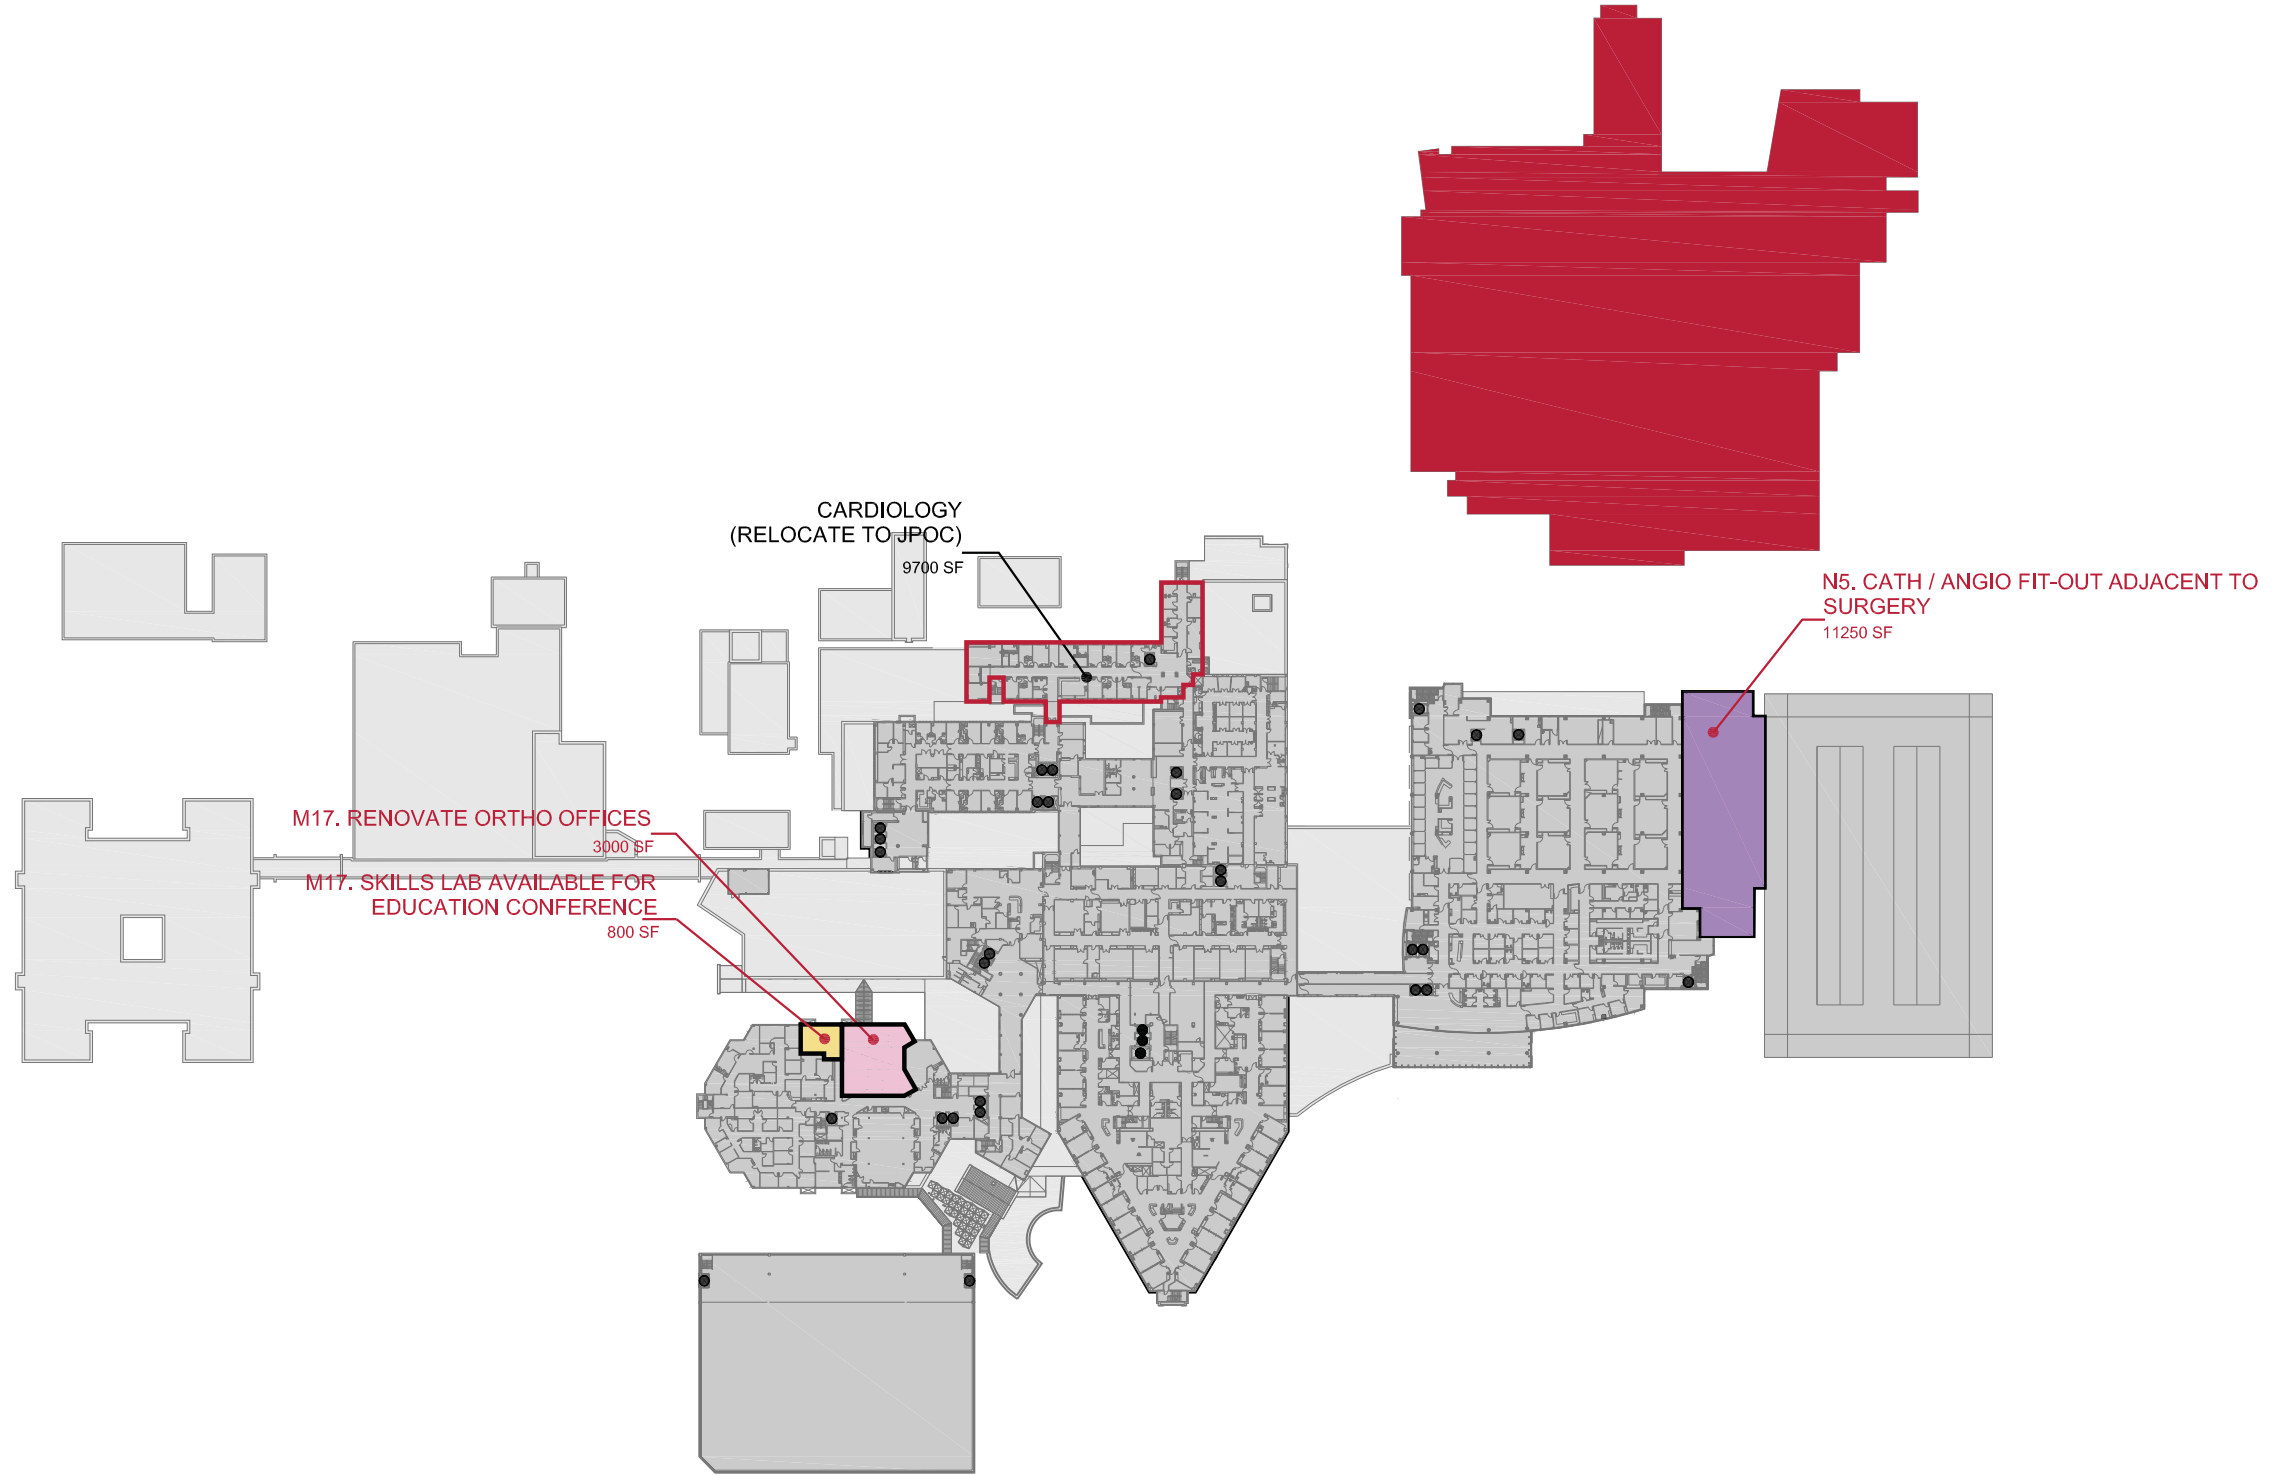 CARDIOLOGY
(RELOCATE TO JPOC)
9700 SF
N5. CATH / ANGIO FIT-OUT ADJACENT TO
SURGERY
11250 SF
M17. RENOVATE ORTHO OFFICES
3000 SF
M17. SKILLS LAB AVAILABLE FOR
EDUCATION CONFERENCE
800 SF